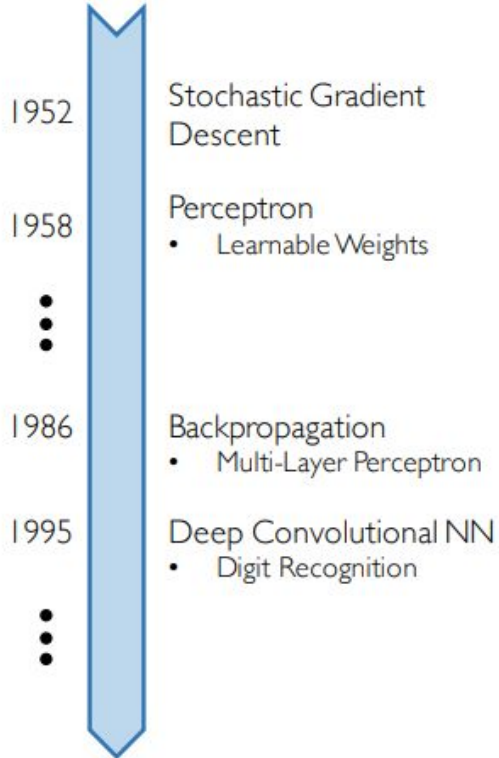 1952
Stochastic Gradient
Descent
1958
Perceptron
• Learnable Weights
1986
Backpropagation
• Multi-Layer Perceptron
1995
Deep Convolutional NN
• Digit Recognition